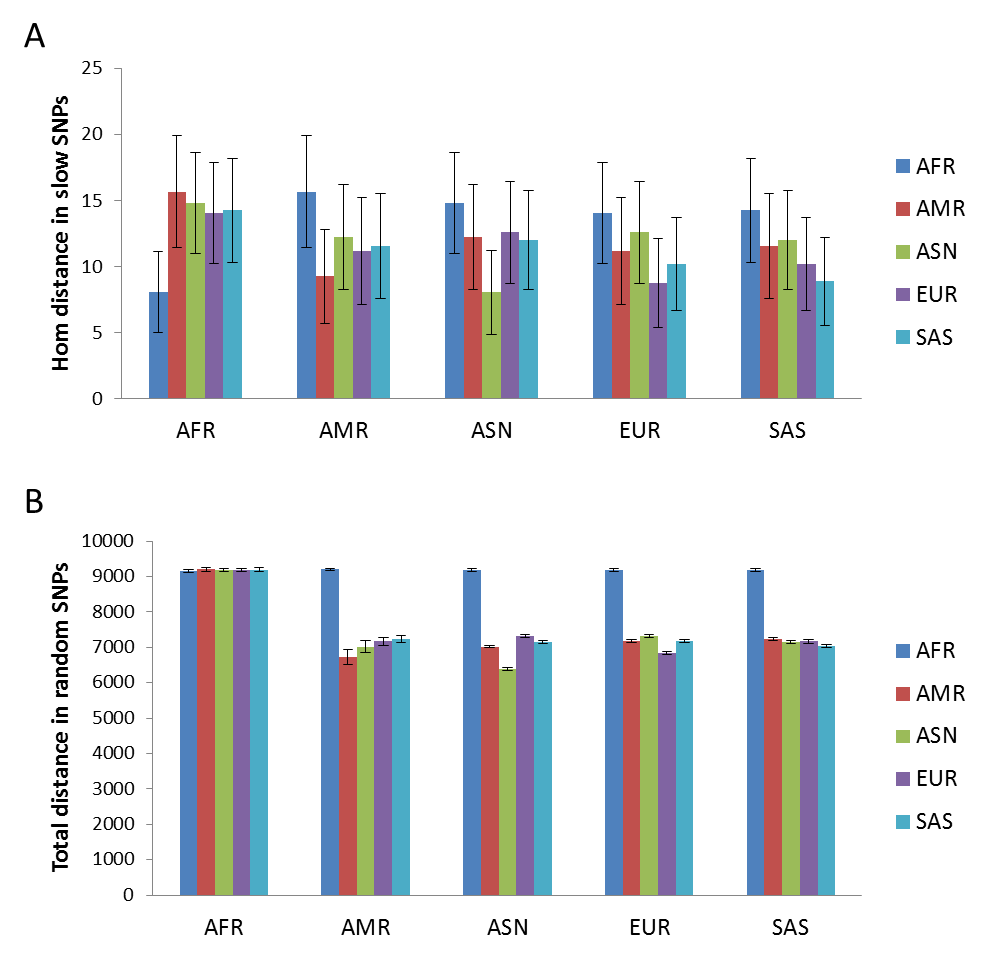 A
Hom distance in slow SNPs
25
20
15
10
5
0
AFR AMR ASN EUR SAS
AFR
AMR
ASN
EUR
SAS
B
Total distance in random SNPs
10000
9000
8000
7000
6000
5000
4000
3000
2000
1000
0
AFR AMR ASN EUR SAS
AFR
AMR
ASN
EUR
SAS